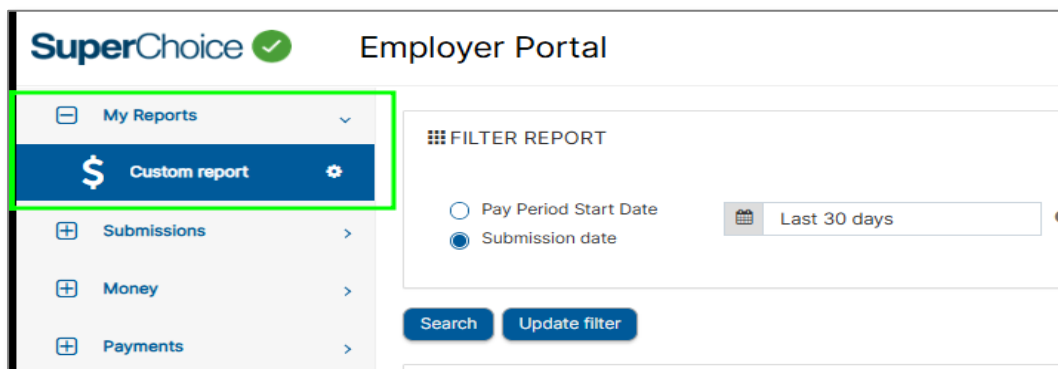 SuperChoice
Employer Portal
My Reports
$ Custom report
Submissions
Money
Payments
FILTER REPORT
Pay Period Start Date
Submission date
Last 30 days
Search
Update filter